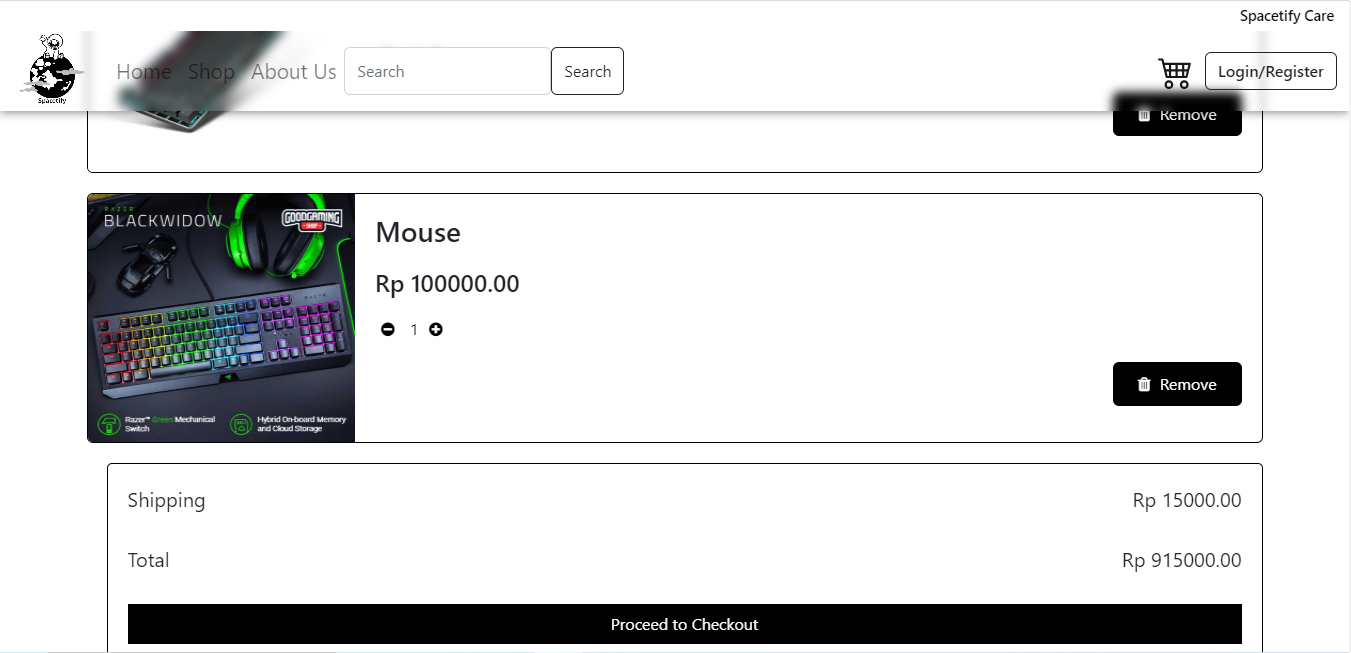 Spacetify Care
Spacetify
Home Shop About Us Search Search Login/Register
Remove
RAZER
BLACKWIDOW
GOODGAMING
SHOP
RAZER
Razer™ Green Mechanical
Switch
Hybrid On-board Memory
and Cloud Storage
Mouse
Rp 100000.00
1
Remove
Shipping Rp 15000.00
Total Rp 915000.00
Proceed to Checkout